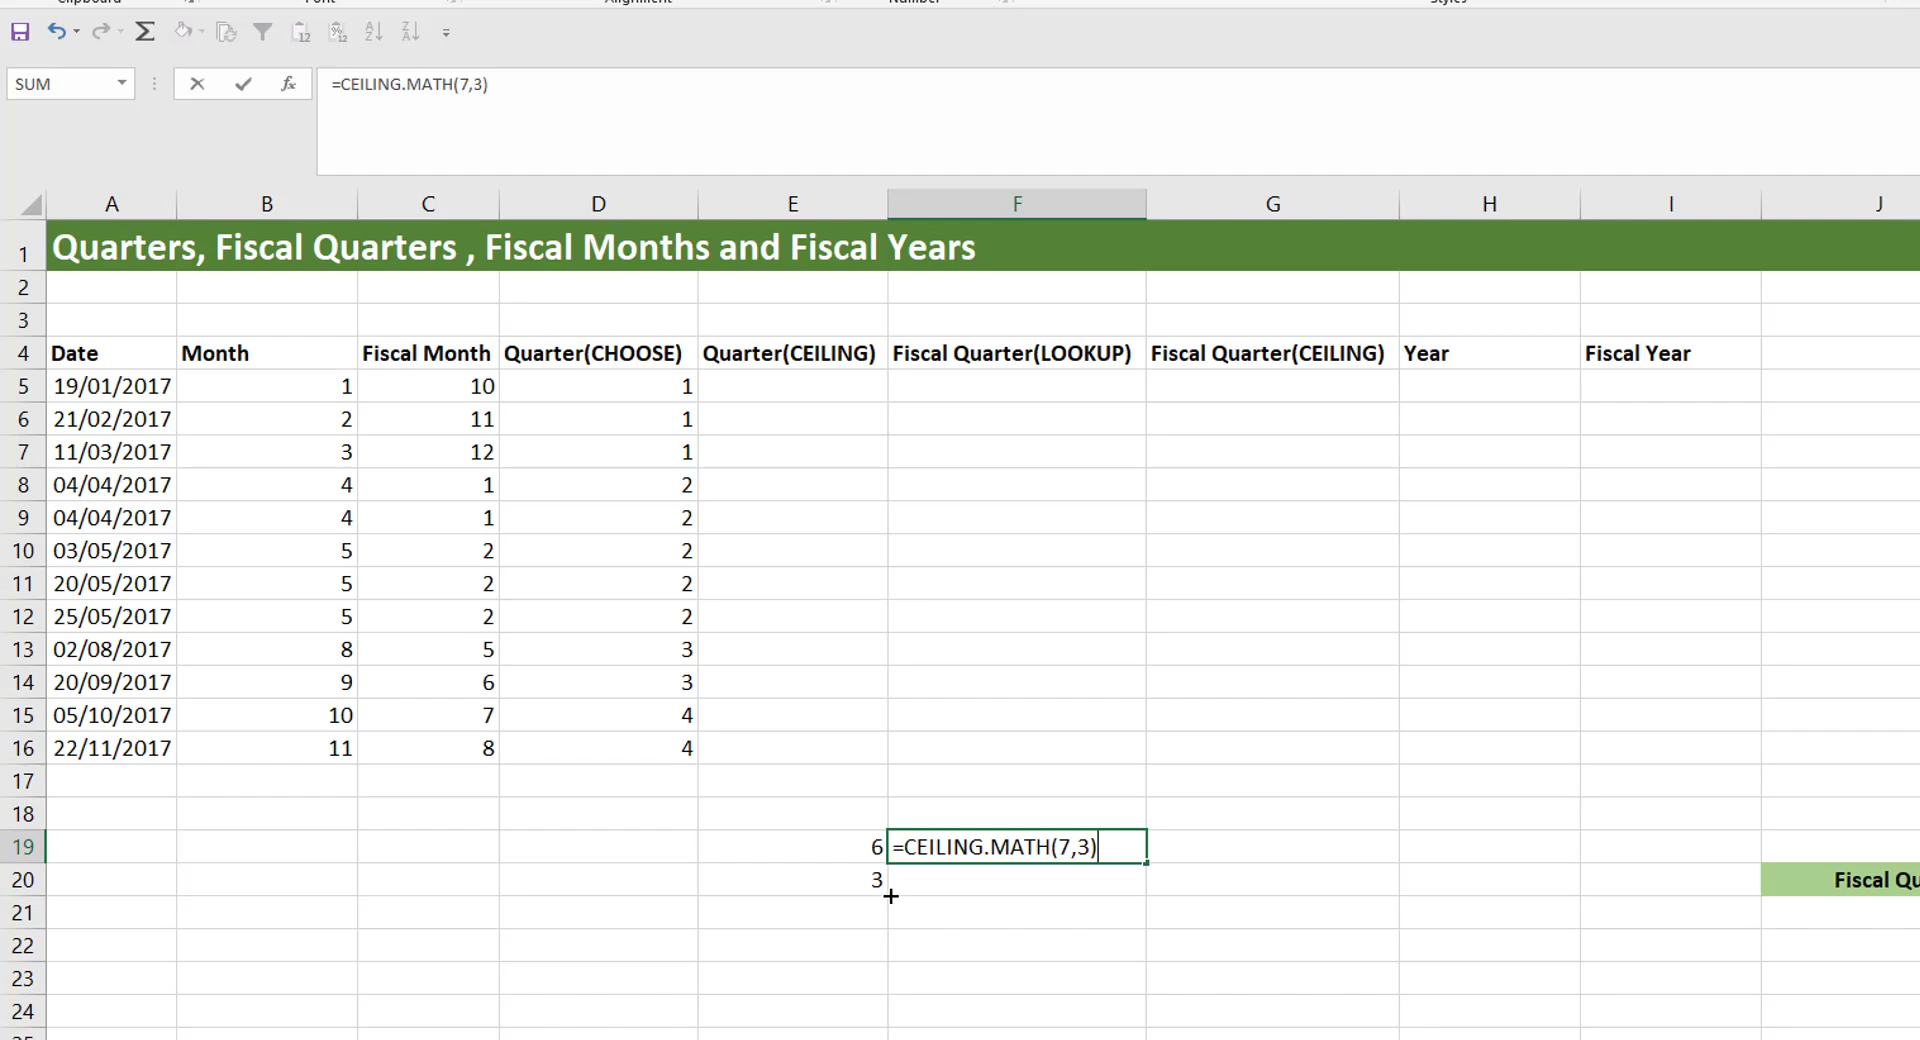 Clipboard Font Alignment Number Styles
SUM =CEILING.MATH(7,3)
A B C D E F G H I J
1 Quarters, Fiscal Quarters , Fiscal Months and Fiscal Years
2
3
4 Date Month Fiscal Month Quarter(CHOOSE) Quarter(CEILING) Fiscal Quarter(LOOKUP) Fiscal Quarter(CEILING) Year Fiscal Year
5 19/01/2017 1 10 1
6 21/02/2017 2 11 1
7 11/03/2017 3 12 1
8 04/04/2017 4 1 2
9 04/04/2017 4 1 2
10 03/05/2017 5 2 2
11 20/05/2017 5 2 2
12 25/05/2017 5 2 2
13 02/08/2017 8 5 3
14 20/09/2017 9 6 3
15 05/10/2017 10 7 4
16 22/11/2017 11 8 4
17
18
19 6 =CEILING.MATH(7,3)
20 3 Fiscal Qu
21
22
23
24